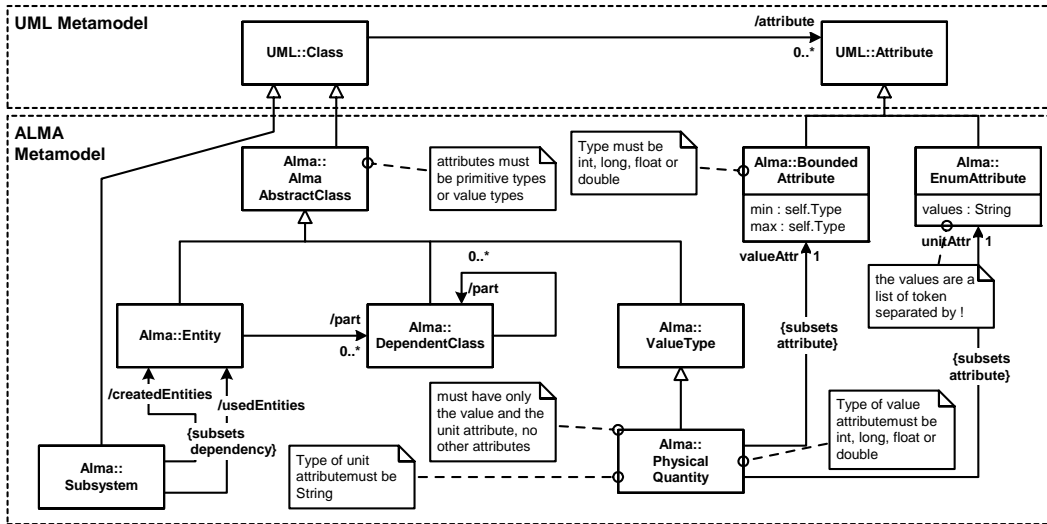 UML Metamodel
UML::Class
/attribute
0..*
UML::Attribute
ALMA
Metamodel
Alma::
Alma
AbstractClass
attributes must
be primitive types
or value types
Type must be
int, long, float or
double
Alma::Bounded
Attribute
min : self.Type
max : self.Type
Alma::
EnumAttribute
values : String
valueAttr
1
unitAttr
1
the values are a
list of token
separated by !
0..*
/part
Alma::Entity
/part
0..*
Alma::
DependentClass
Alma::
ValueType
{subsets
attribute}
{subsets
attribute}
/createdEntities
/usedEntities
{subsets
dependency}
must have only
the value and the
unit attribute, no
other attributes
Type of value
attributemust be
int, long, float or
double
Alma::
Subsystem
Type of unit
attributemust be
String
Alma::
Physical
Quantity